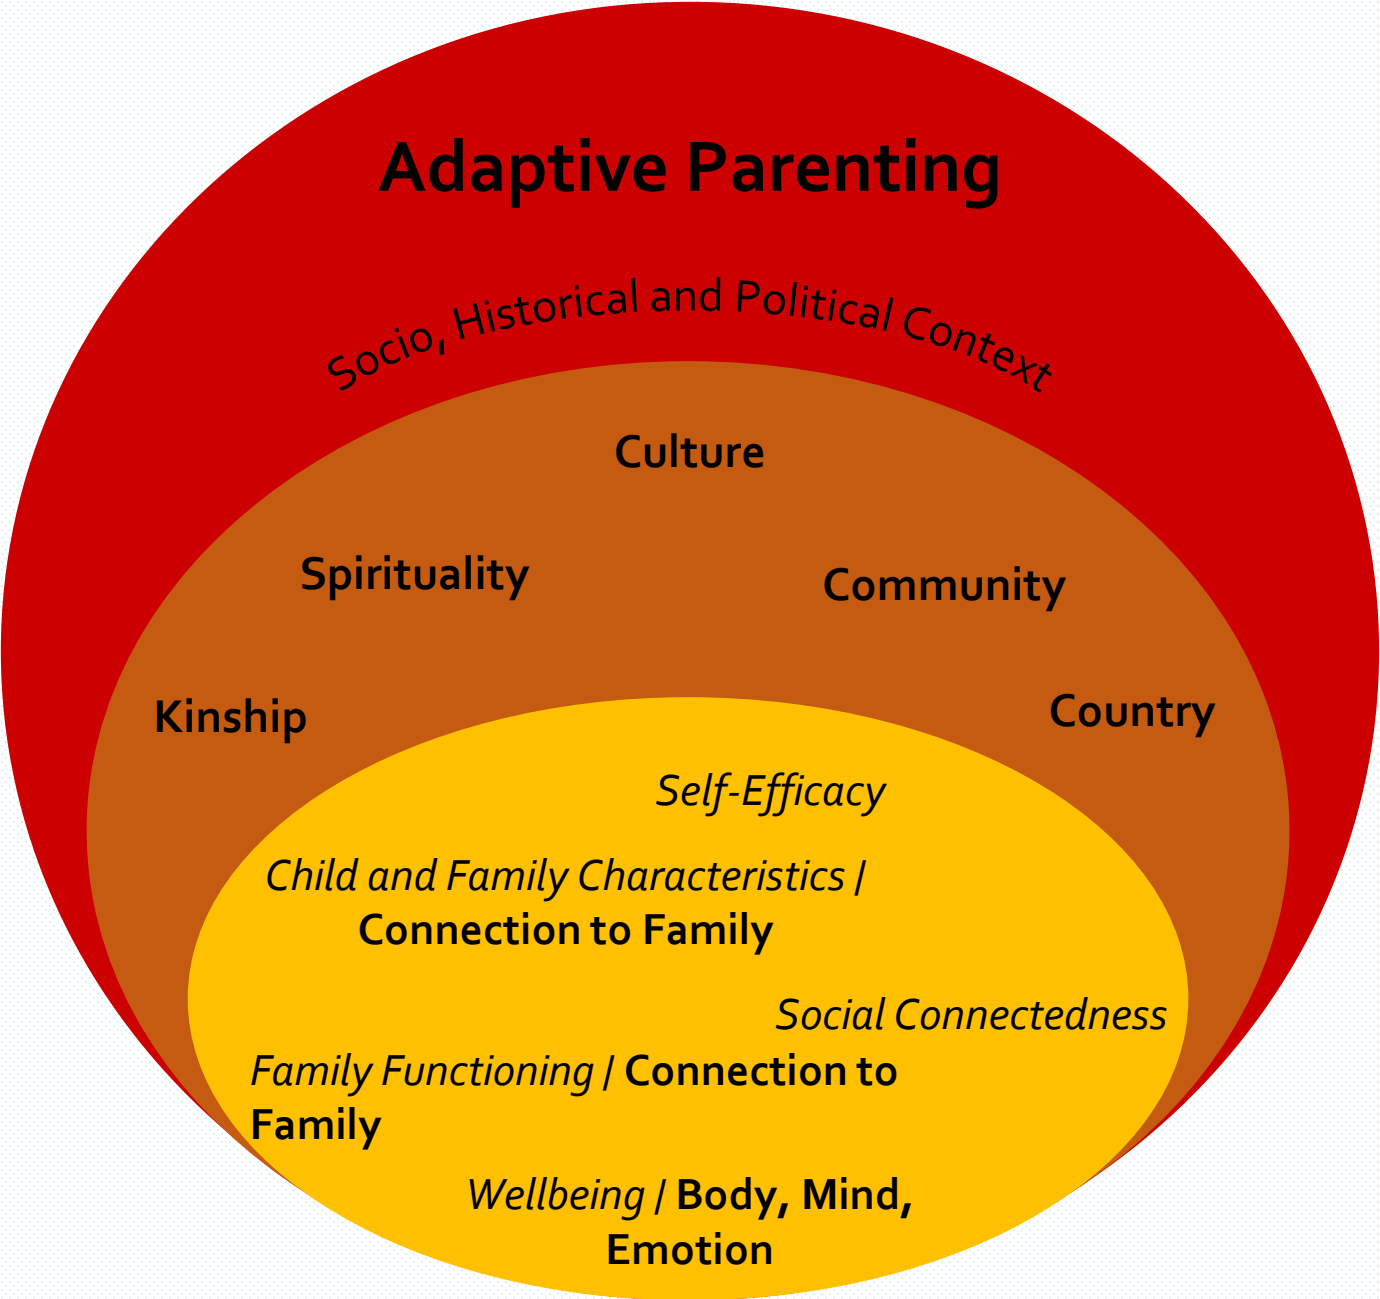 Adaptive Parenting
Socio, Historical and Political Context
Culture
Spirituality
Community
Kinship
Country
Self-Efficacy
Child and Family Characteristics /
Connection to Family
Social Connectedness
Family Functioning / Connection to
Family
Wellbeing / Body, Mind,
Emotion